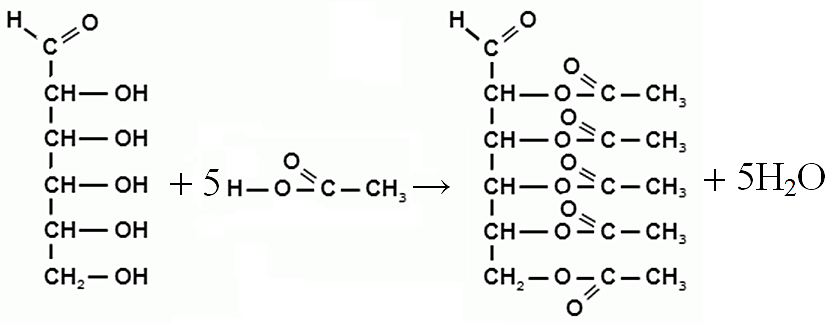 H O H O
C C
CH — OH CH — O — C — CH₃ O
CH — OH CH — O — C — CH₃ O
CH — OH + 5 H — O — C — CH₃ O → CH — O — C — CH₃ O + 5H₂O
CH — OH CH — O — C — CH₃ O
CH₂ — OH CH₂ — O — C — CH₃
O